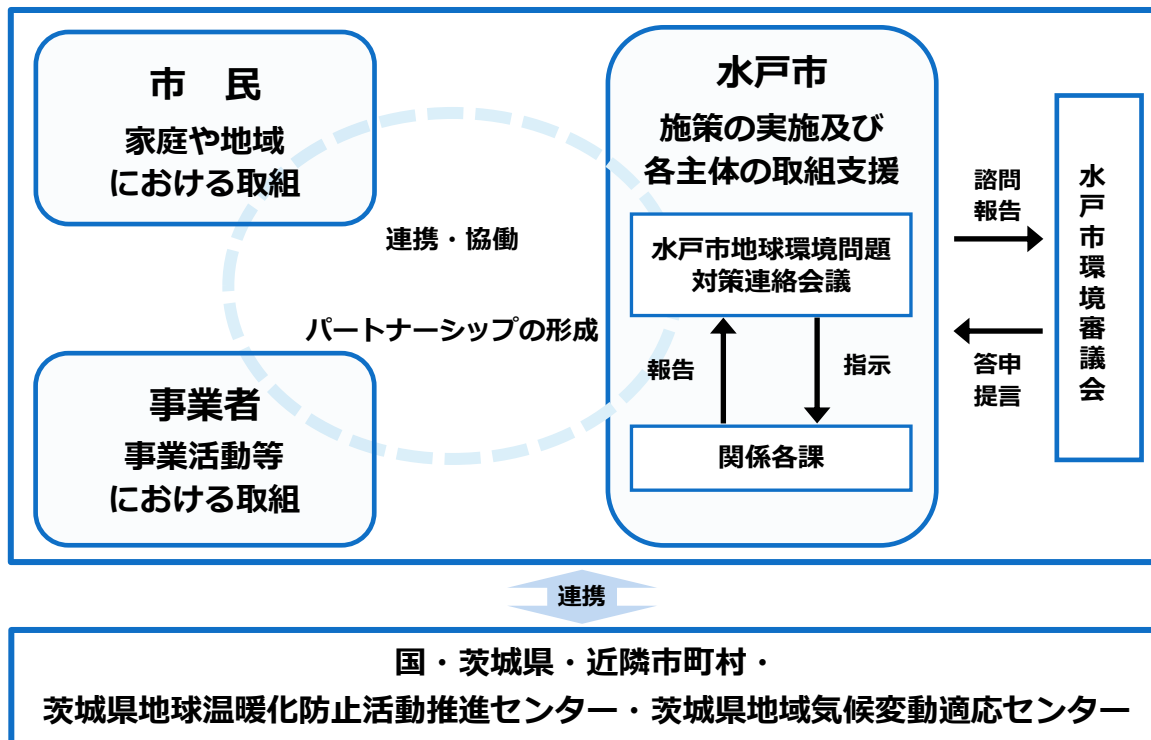 市　民
家庭や地域
における取組
連携・協働
パートナーシップの形成
事業者
事業活動等
における取組
水戸市
施策の実施及び
各主体の取組支援
水戸市地球環境問題
対策連絡会議
報告
指示
関係各課
諮問
報告
答申
提言
水戸市環境審議会
連携
国・茨城県・近隣市町村・
茨城県地球温暖化防止活動推進センター・茨城県地域気候変動適応センター